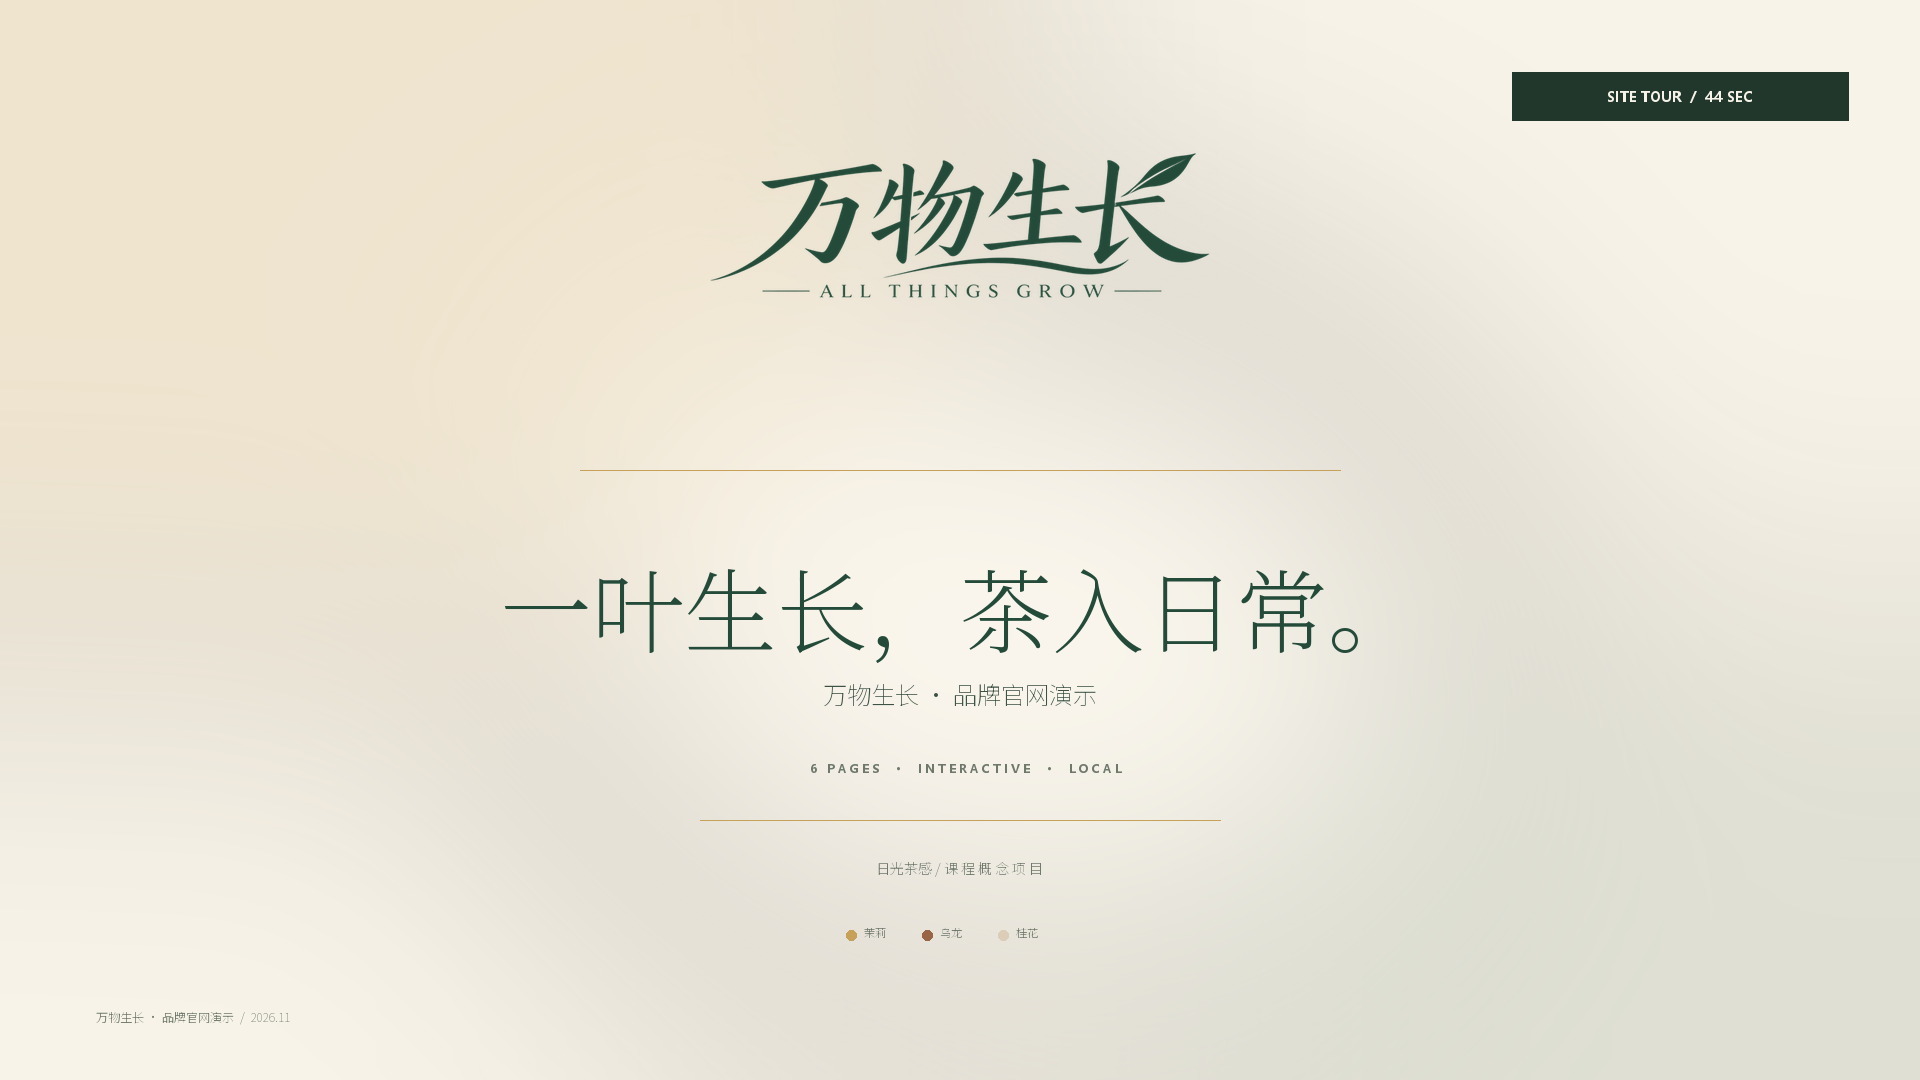 SITE TOUR / 44 SEC
万物生长
ALL THINGS GROW
一叶生长，茶入日常。
万物生长 · 品牌官网演示
6 PAGES • INTERACTIVE • LOCAL
日光茶感 / 课程概念项目
茉莉 乌龙 桂花
万物生长 · 品牌官网演示 / 2026.11